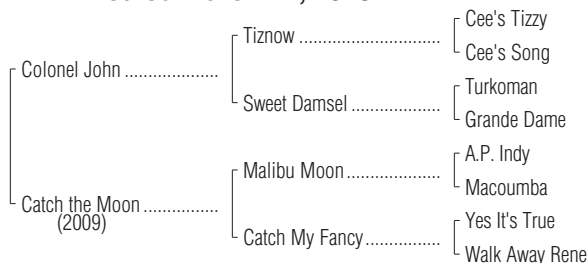 Cee's Tizzy
Tiznow
Cee's Song
Colonel John
Turkoman
Sweet Damsel
Grande Dame
A.P. Indy
Malibu Moon
Macoumba
Catch the Moon
(2009)
Yes It's True
Catch My Fancy
Walk Away Rene